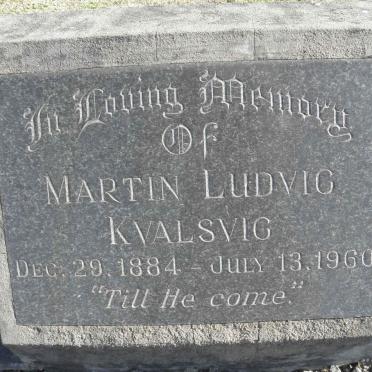 In Loving Memory
Of
MARTIN LUDVIG
KVALSVIG
DEC. 29, 1884 - JULY 13, 1960
"Till He come."